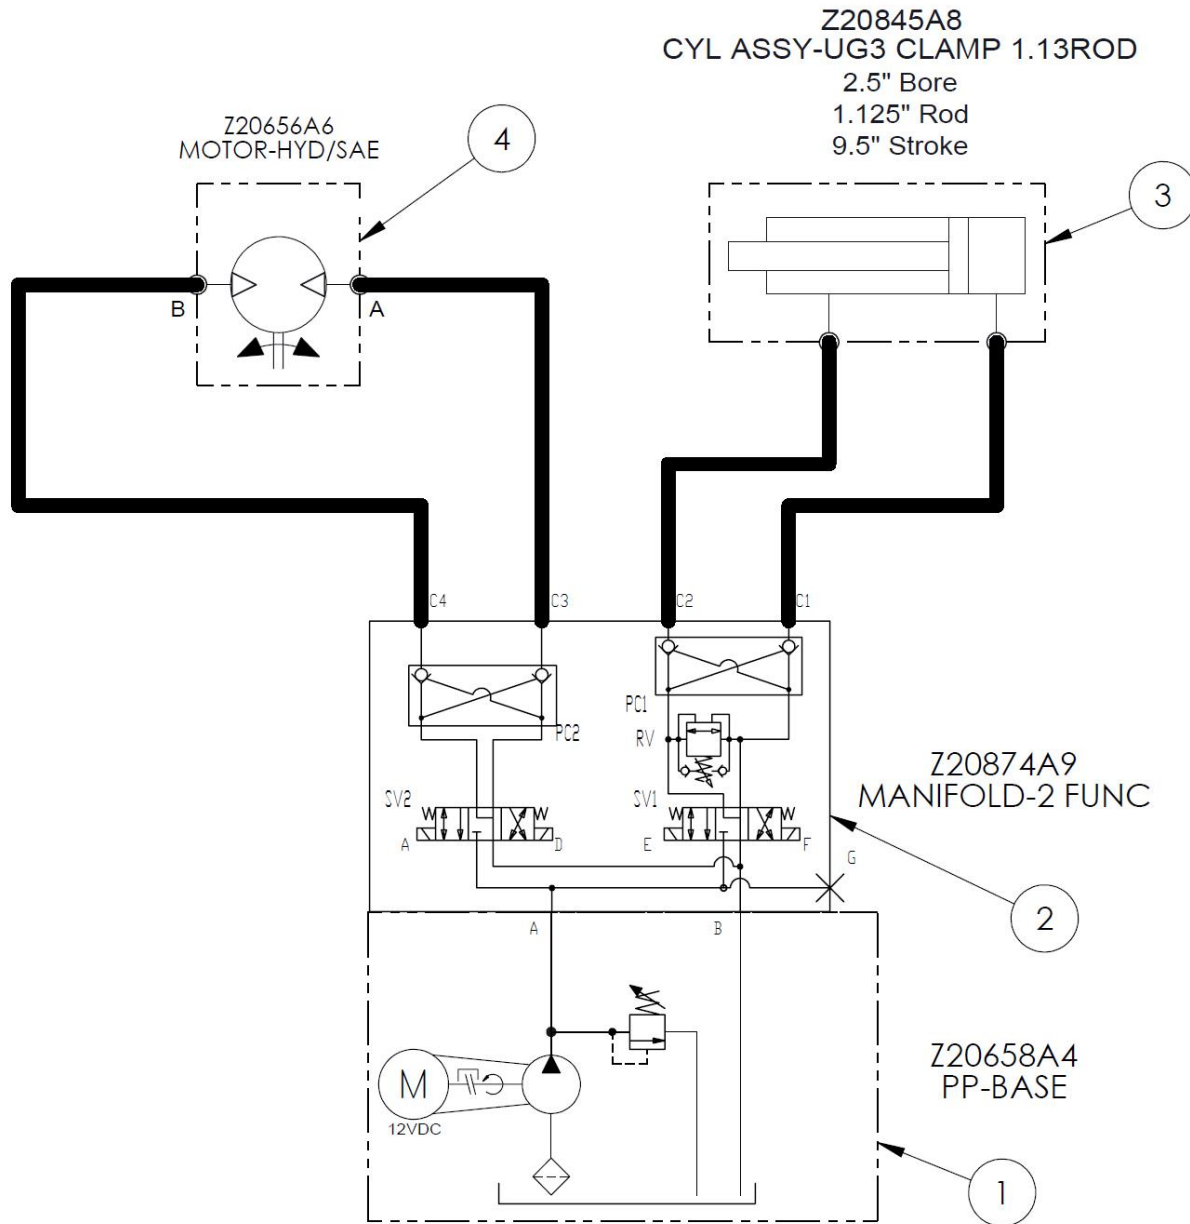 Z20845A8
CYL ASSY-UG3 CLAMP 1.13ROD
2.5" Bore
1.125" Rod
9.5" Stroke
Z20656A6
MOTOR-HYD/SAE
4
3
B
A
C4
C3
C2
C1
PC1
PC2
RV
Z20874A9
MANIFOLD-2 FUNC
SV2
SV1
A
D
E
F
G
2
A
B
Z20658A4
PP-BASE
M
12VDC
1